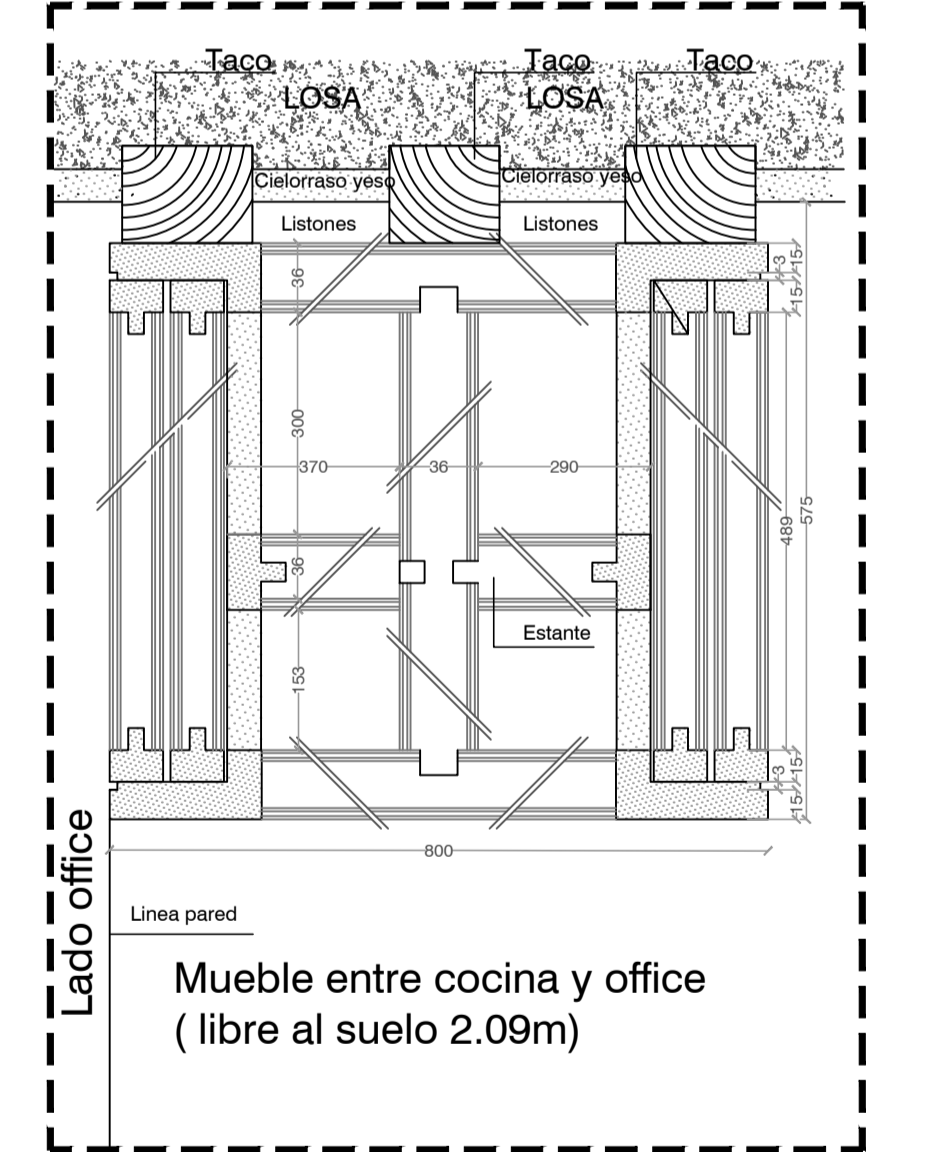 Taco
Taco
Taco
LOSA
LOSA
Cielorraso yeso
Cielorraso yeso
Listones
Listones
36
3
15
15
300
370
36
290
489
575
36
Estante
153
3
15
15
800
Lado office
Linea pared
Mueble entre cocina y office
( libre al suelo 2.09m)